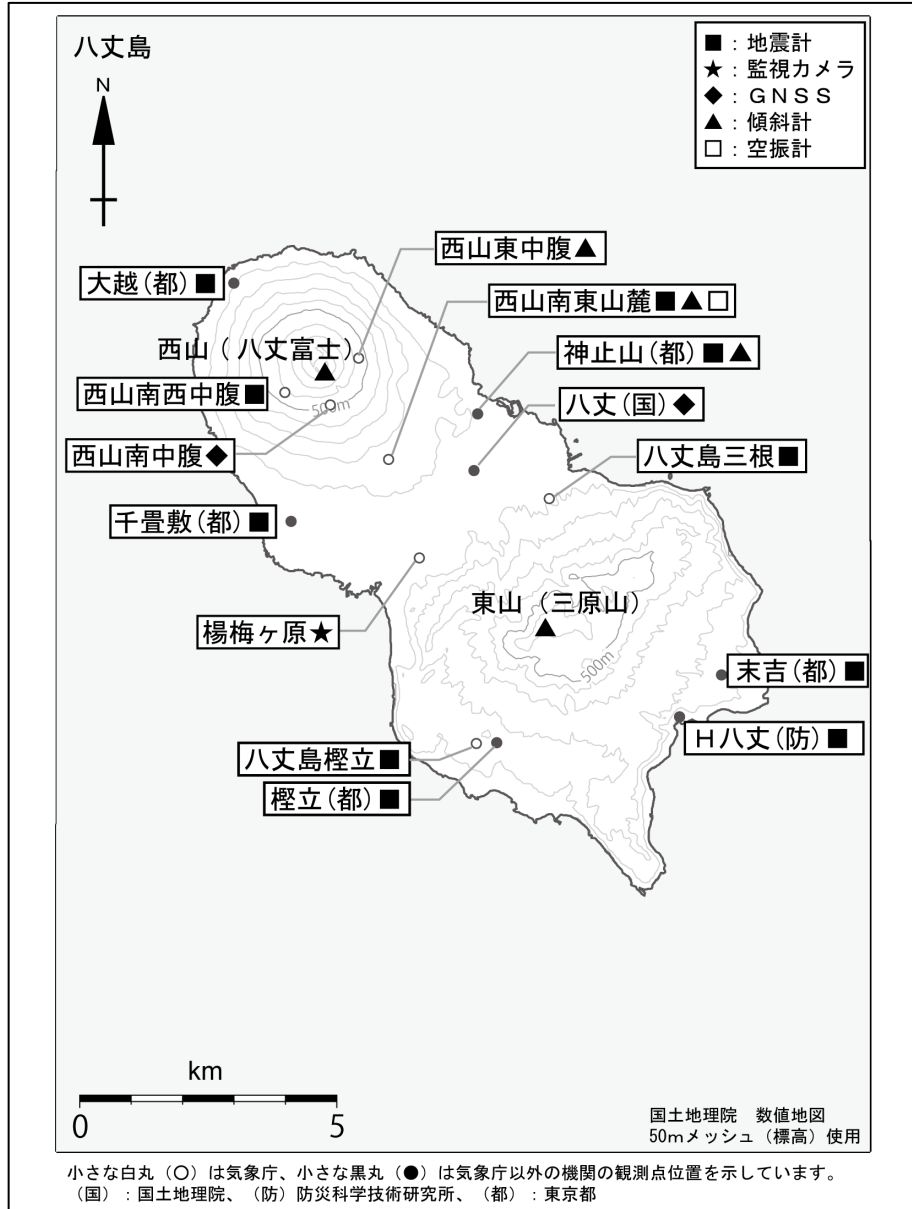 八丈島
N
■：地震計
★：監視カメラ
◆：ＧＮＳＳ
▲：傾斜計
□：空振計
西山東中腹▲
大越(都)■
西山南東山麓■▲□
西山（八丈富士）
神止山(都)■▲
西山南西中腹■
500m
八丈(国)◆
西山南中腹◆
八丈島三根■
千畳敷(都)■
東山（三原山）
楊梅ヶ原★
500m
末吉(都)■
Ｈ八丈(防)■
八丈島樫立■
樫立(都)■
km
0 5
国土地理院　数値地図
50mメッシュ（標高）使用
小さな白丸（○）は気象庁、小さな黒丸（●）は気象庁以外の機関の観測点位置を示しています。
（国）：国土地理院、（防）防災科学技術研究所、（都）：東京都